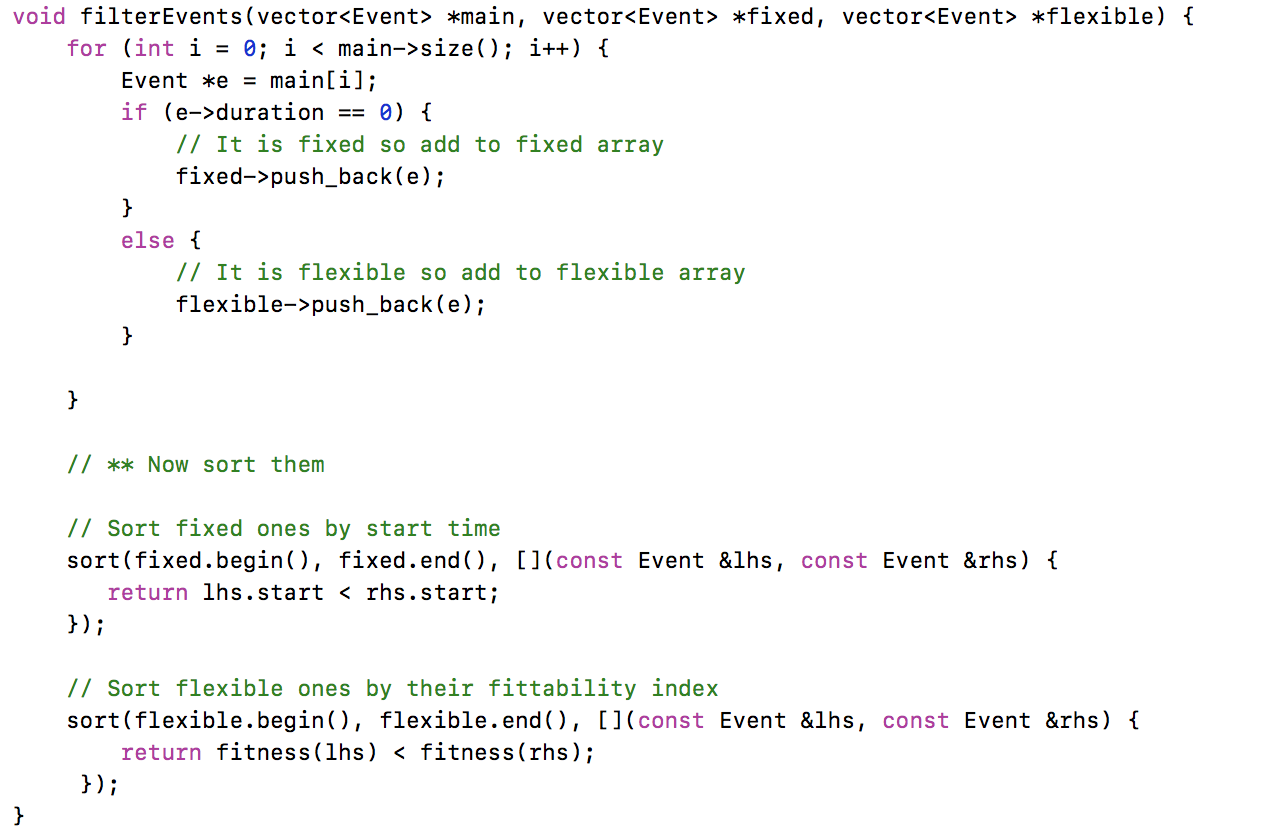 void filterEvents(vector<Event> *main, vector<Event> *fixed, vector<Event> *flexible) {
    for (int i = 0; i < main->size(); i++) {
        Event *e = main[i];
        if (e->duration == 0) {
            // It is fixed so add to fixed array
            fixed->push_back(e);
        }
        else {
            // It is flexible so add to flexible array
            flexible->push_back(e);
        }

    }

    // ** Now sort them

    // Sort fixed ones by start time
    sort(fixed.begin(), fixed.end(), [](const Event &lhs, const Event &rhs) {
       return lhs.start < rhs.start;
    });

    // Sort flexible ones by their fittability index
    sort(flexible.begin(), flexible.end(), [](const Event &lhs, const Event &rhs) {
        return fitness(lhs) < fitness(rhs);
     });
}